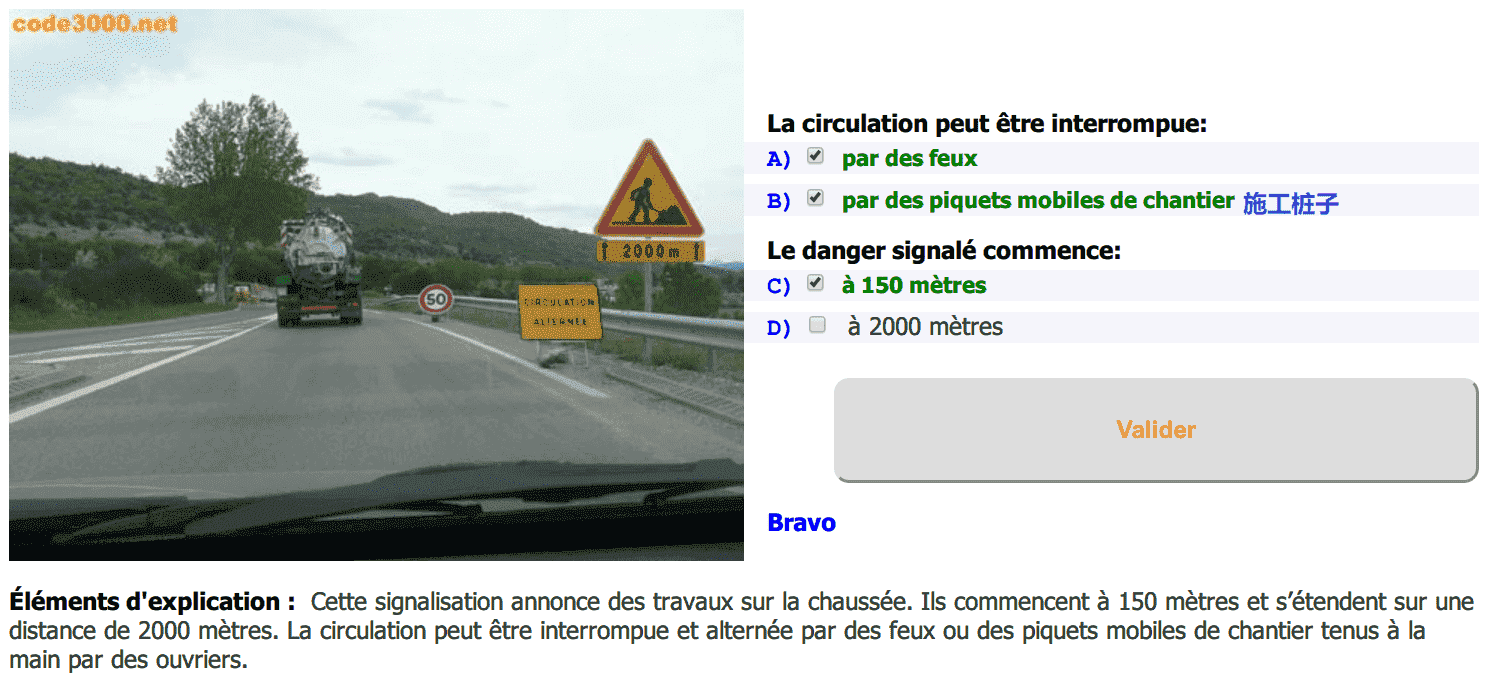 code3000.net
2000 m
50
CIRCULATION
ALTERNÉE
La circulation peut être interrompue:
A) par des feux
B) par des piquets mobiles de chantier 施工桩子
Le danger signalé commence:
C) à 150 mètres
D) à 2000 mètres
Valider
Bravo
Éléments d'explication : Cette signalisation annonce des travaux sur la chaussée. Ils commencent à 150 mètres et s’étendent sur une
distance de 2000 mètres. La circulation peut être interrompue et alternée par des feux ou des piquets mobiles de chantier tenus à la
main par des ouvriers.